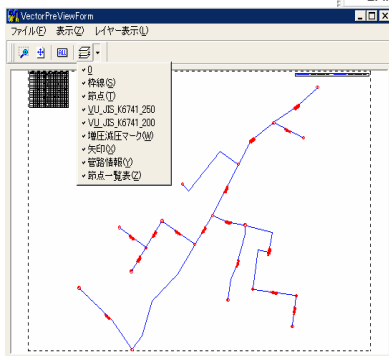 VectorPreViewForm
ファイル(F) 表示(Z) レイヤー表示(L)
ALL
0
枠線(S)
節点(T)
VU_JIS_K6741_250
VU_JIS_K6741_200
増圧減圧マーク(W)
矢印(X)
管路情報(Y)
節点一覧表(Z)